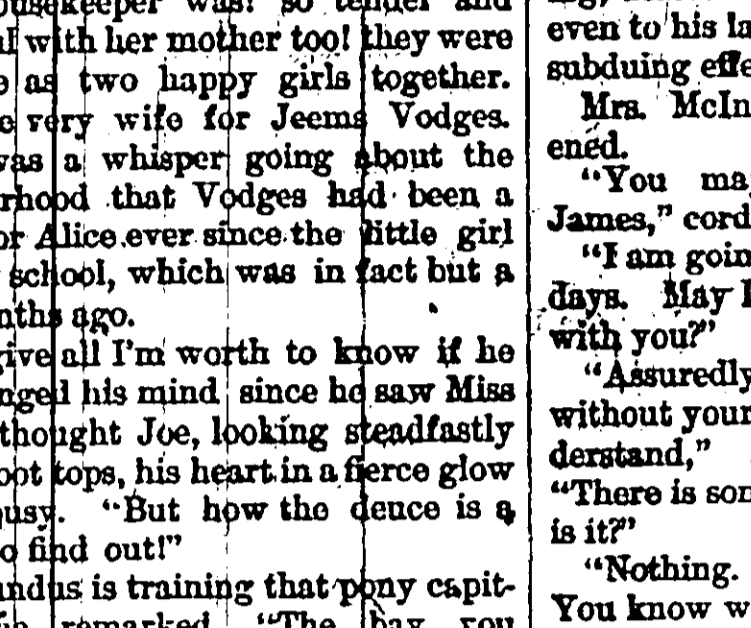 ousekeeper was! so tender and
with her mother too! they were
as two happy girls together.
very wife for Jeems Vodges.
was a whisper going about the
rhood that Vodges had been a
or Alice ever since the little girl
school, which was in fact but a
nths ago.
give all I'm worth to know if he
nged his mind since he saw Miss
thought Joe, looking steadfastly
oot tops, his heart in a fierce glow
ousy. "But how the deuce is a
o find out!"
undus is training that pony capit-
remarked. "The bay you
even to his la
subduing effe
Mrs. McIn
ened.
"You ma
James," cord
"I am goin
days. May I
with you?"
"Assuredly
without your
derstand,"
"There is som
is it?"
"Nothing.
You know w